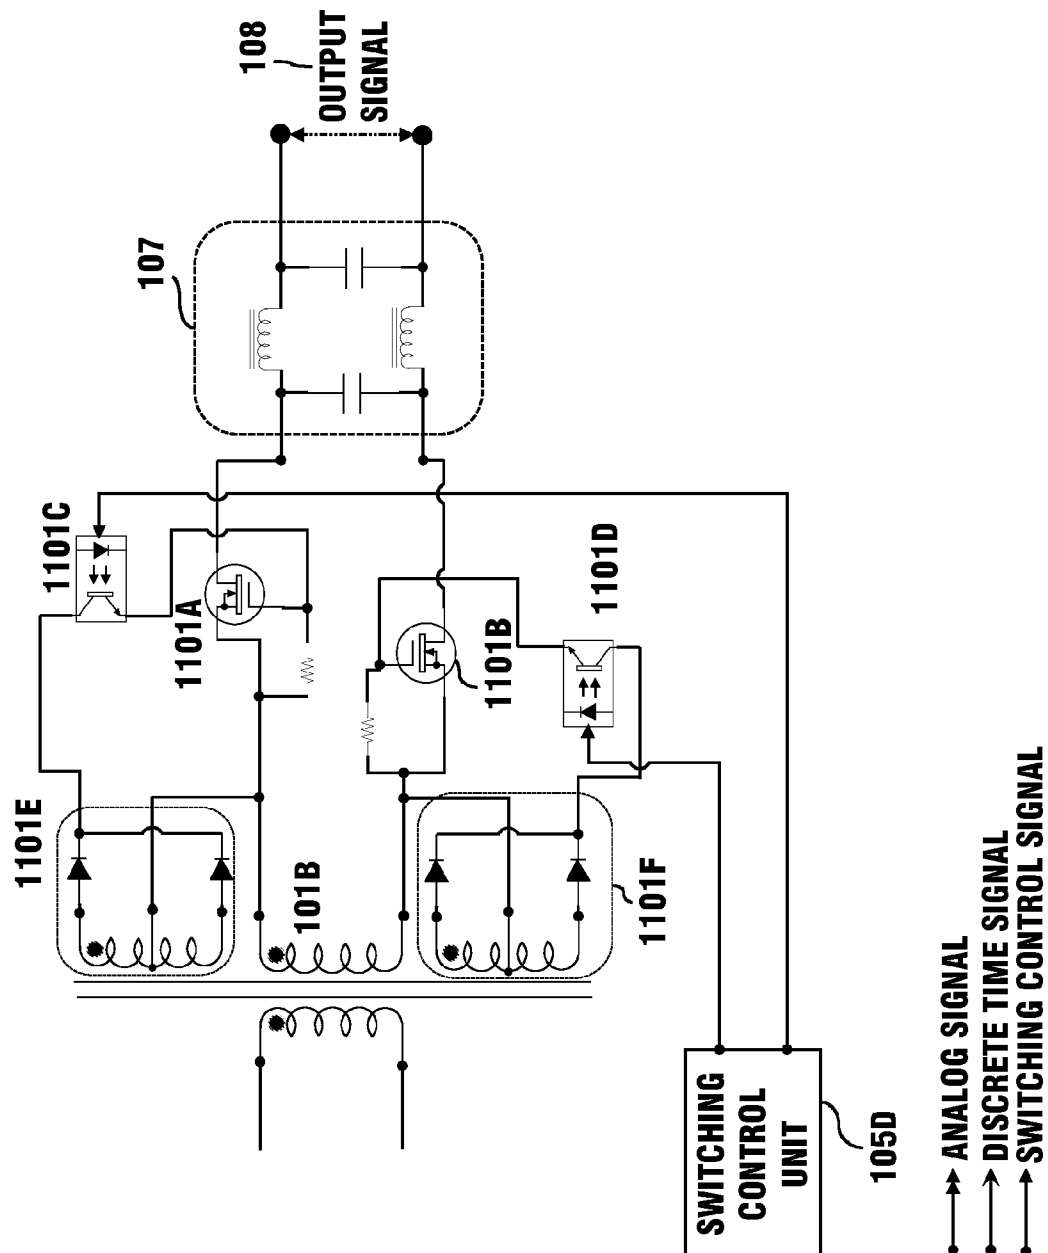 1101E
1101C
107
108
OUTPUT
SIGNAL
1101A
101B
1101B
1101D
1101F
SWITCHING
CONTROL
UNIT
105D
ANALOG SIGNAL
DISCRETE TIME SIGNAL
SWITCHING CONTROL SIGNAL